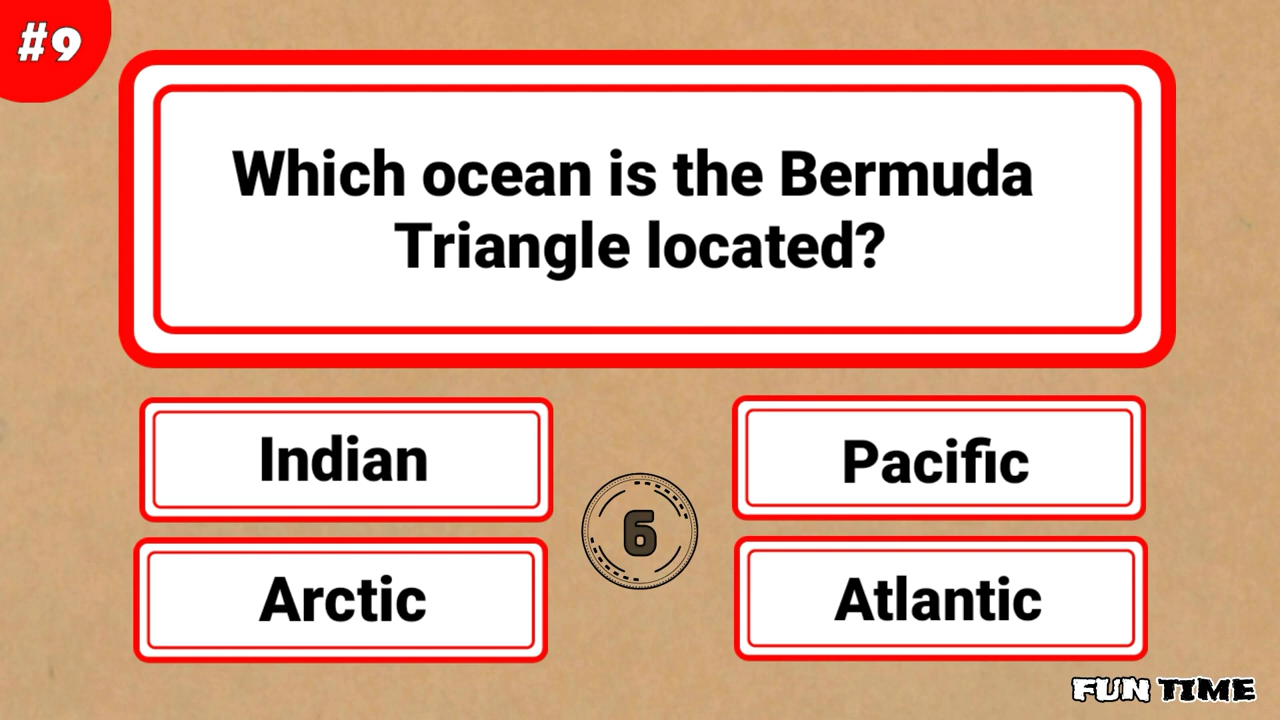 #9
Which ocean is the Bermuda
Triangle located?
Indian
Pacific
6
Arctic
Atlantic
FUN TIME